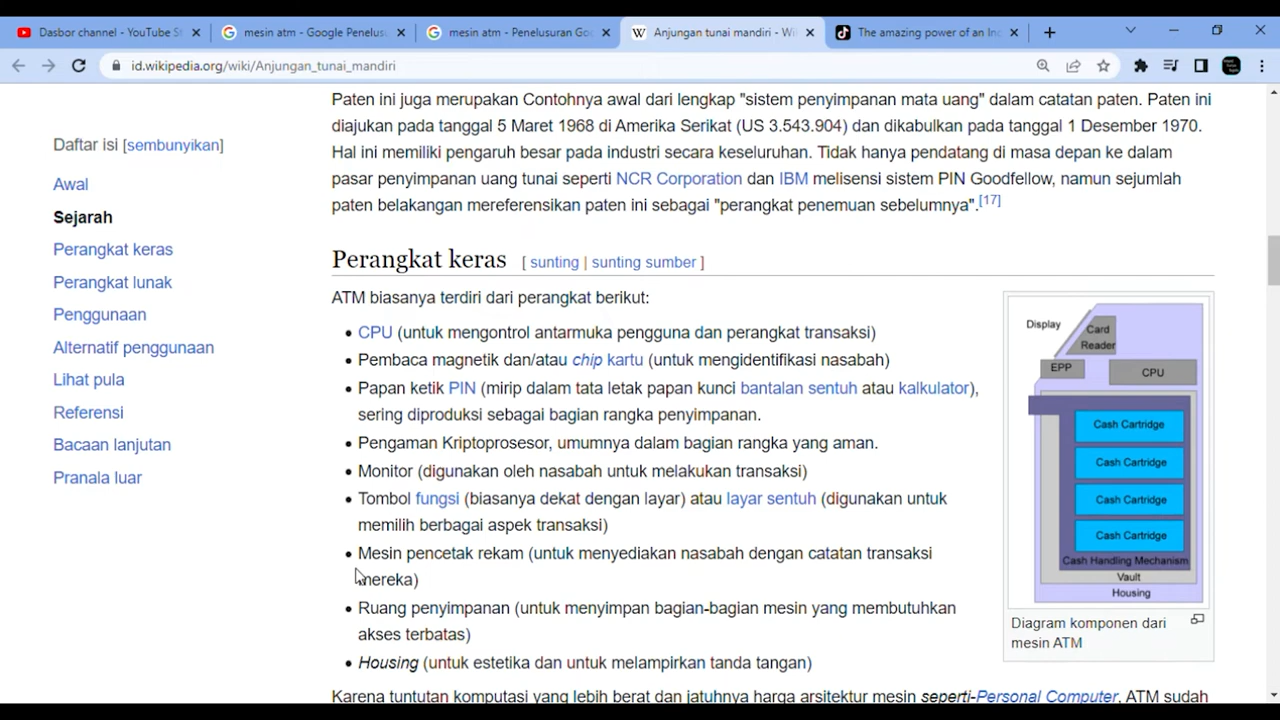 Dasbor channel - YouTube S
mesin atm - Google Penelus
mesin atm - Penelusuran Go
Anjungan tunai mandiri - Wi
The amazing power of an In
id.wikipedia.org/wiki/Anjungan_tunai_mandiri
Daftar isi [sembunyikan]
Awal
Sejarah
Perangkat keras
Perangkat lunak
Penggunaan
Alternatif penggunaan
Lihat pula
Referensi
Bacaan lanjutan
Pranala luar
Paten ini juga merupakan Contohnya awal dari lengkap "sistem penyimpanan mata uang" dalam catatan paten. Paten ini
diajukan pada tanggal 5 Maret 1968 di Amerika Serikat (US 3.543.904) dan dikabulkan pada tanggal 1 Desember 1970.
Hal ini memiliki pengaruh besar pada industri secara keseluruhan. Tidak hanya pendatang di masa depan ke dalam
pasar penyimpanan uang tunai seperti NCR Corporation dan IBM melisensi sistem PIN Goodfellow, namun sejumlah
paten belakangan mereferensikan paten ini sebagai "perangkat penemuan sebelumnya".[17]
Perangkat keras [ sunting | sunting sumber ]
ATM biasanya terdiri dari perangkat berikut:
• CPU (untuk mengontrol antarmuka pengguna dan perangkat transaksi)
• Pembaca magnetik dan/atau chip kartu (untuk mengidentifikasi nasabah)
• Papan ketik PIN (mirip dalam tata letak papan kunci bantalan sentuh atau kalkulator),
sering diproduksi sebagai bagian rangka penyimpanan.
• Pengaman Kriptoprosesor, umumnya dalam bagian rangka yang aman.
• Monitor (digunakan oleh nasabah untuk melakukan transaksi)
• Tombol fungsi (biasanya dekat dengan layar) atau layar sentuh (digunakan untuk
memilih berbagai aspek transaksi)
• Mesin pencetak rekam (untuk menyediakan nasabah dengan catatan transaksi
mereka)
• Ruang penyimpanan (untuk menyimpan bagian-bagian mesin yang membutuhkan
akses terbatas)
• Housing (untuk estetika dan untuk melampirkan tanda tangan)
Karena tuntutan komputasi yang lebih berat dan jatuhnya harga arsitektur mesin seperti-Personal Computer, ATM sudah
Display
Card
Reader
EPP
CPU
Cash Cartridge
Cash Cartridge
Cash Cartridge
Cash Cartridge
Cash Handling Mechanism
Vault
Housing
Diagram komponen dari
mesin ATM